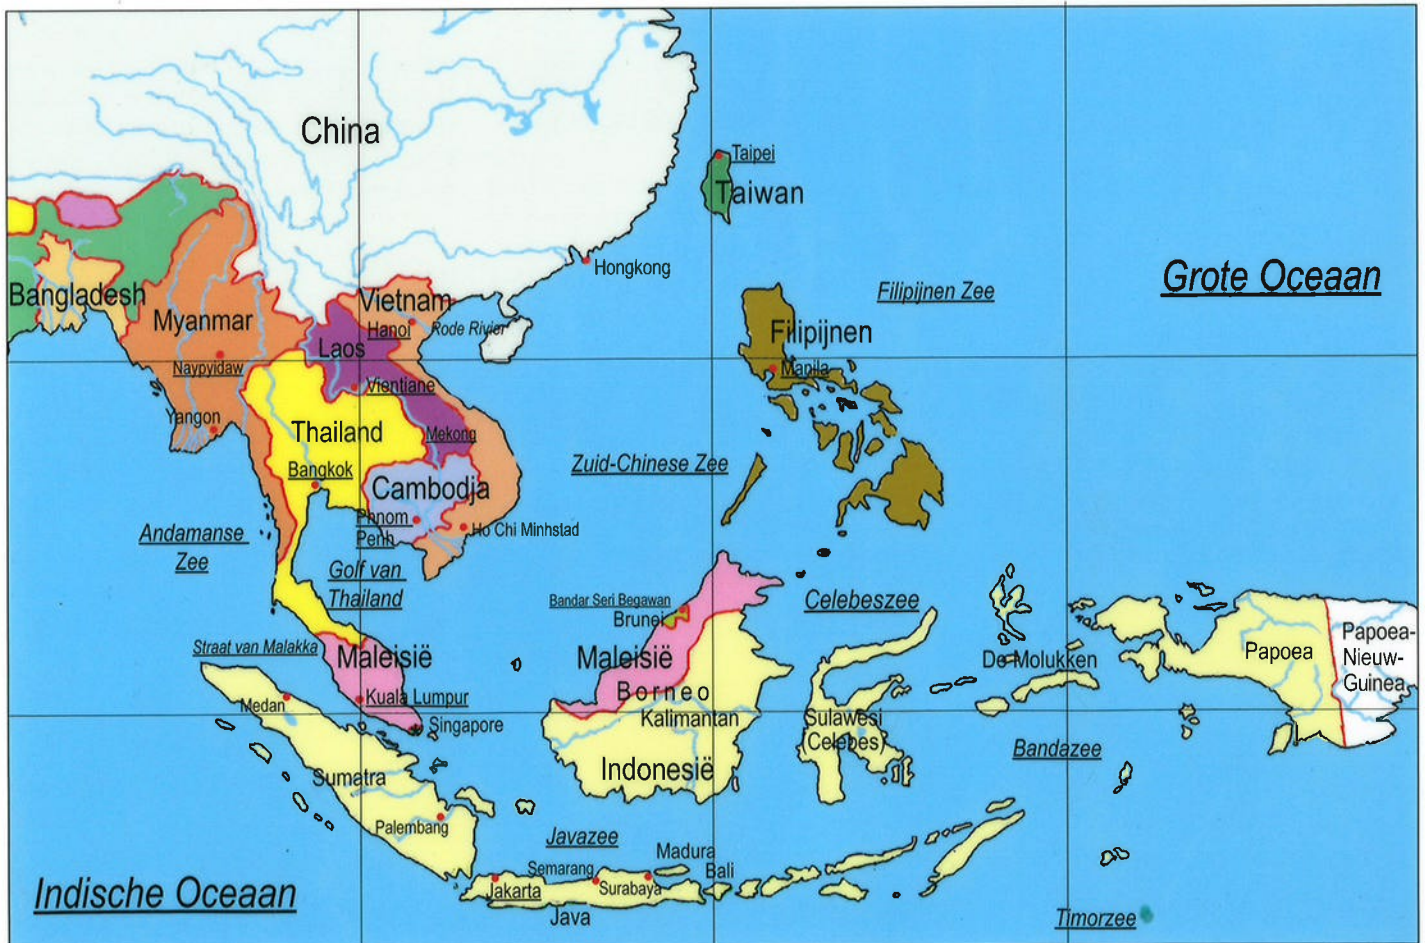 China
Taipei
Taiwan
Hongkong
Grote Oceaan
Filipijnen Zee
Bangladesh
Myanmar
Vietnam
Hanoi
Rode Rivier
Laos
Filipijnen
Naypyidaw
Vientiane
Manila
Yangon
Thailand
Mekong
Bangkok
Zuid-Chinese Zee
Cambodja
Phnom
Penh
Ho Chi Minhstad
Andamanse
Zee
Golf van
Thailand
Bandar Seri Begawan
Brunei
Celebeszee
Straat van Malakka
Maleisië
Maleisië
De Molukken
Papoea
Papoea-
Nieuw-
Guinea
Medan
Kuala Lumpur
Borneo
Kalimantan
Singapore
Sulawesi
(Celebes)
Bandazee
Sumatra
Indonesië
Palembang
Javazee
Madura
Semarang
Bali
Jakarta
Surabaya
Java
Indische Oceaan
Timorzee